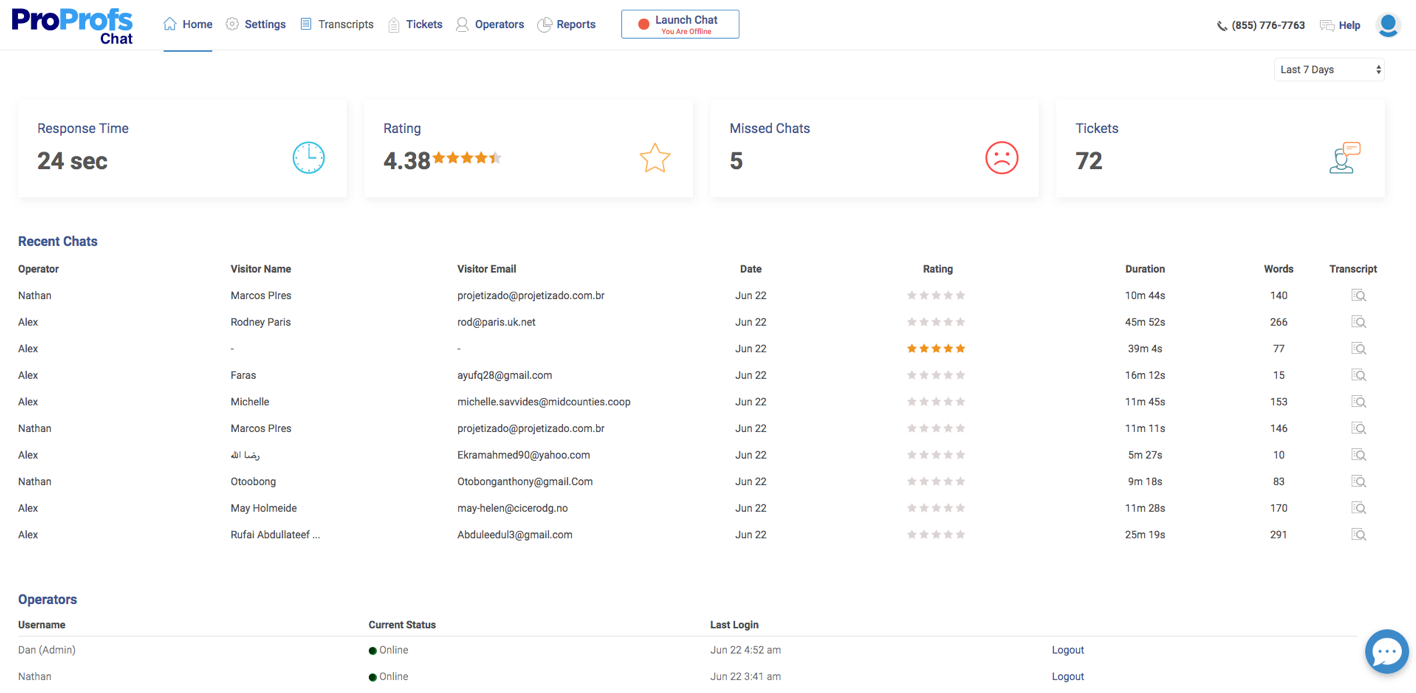 ProProfs
Chat
Home Settings Transcripts Tickets Operators Reports
Launch Chat
You Are Offline
(855) 776-7763 Help
Last 7 Days
Response Time
24 sec
Rating
4.38
Missed Chats
5
Tickets
72
Recent Chats
Operator Visitor Name Visitor Email Date Rating Duration Words Transcript
Nathan Marcos PIres projetizado@projetizado.com.br Jun 22 10m 44s 140
Alex Rodney Paris rod@paris.uk.net Jun 22 45m 52s 266
Alex - - Jun 22 39m 4s 77
Alex Faras ayufq28@gmail.com Jun 22 16m 12s 15
Alex Michelle michelle.savvides@midcounties.coop Jun 22 11m 45s 153
Nathan Marcos PIres projetizado@projetizado.com.br Jun 22 11m 11s 146
Alex رضا الله Ekramahmed90@yahoo.com Jun 22 5m 27s 10
Nathan Otoobong Otobonganthony@gmail.Com Jun 22 9m 18s 83
Alex May Holmeide may-helen@cicerodg.no Jun 22 11m 28s 170
Alex Rufai Abdullateef ... Abduleedul3@gmail.com Jun 22 25m 19s 291
Operators
Username Current Status Last Login
Dan (Admin) Online Jun 22 4:52 am Logout
Nathan Online Jun 22 3:41 am Logout